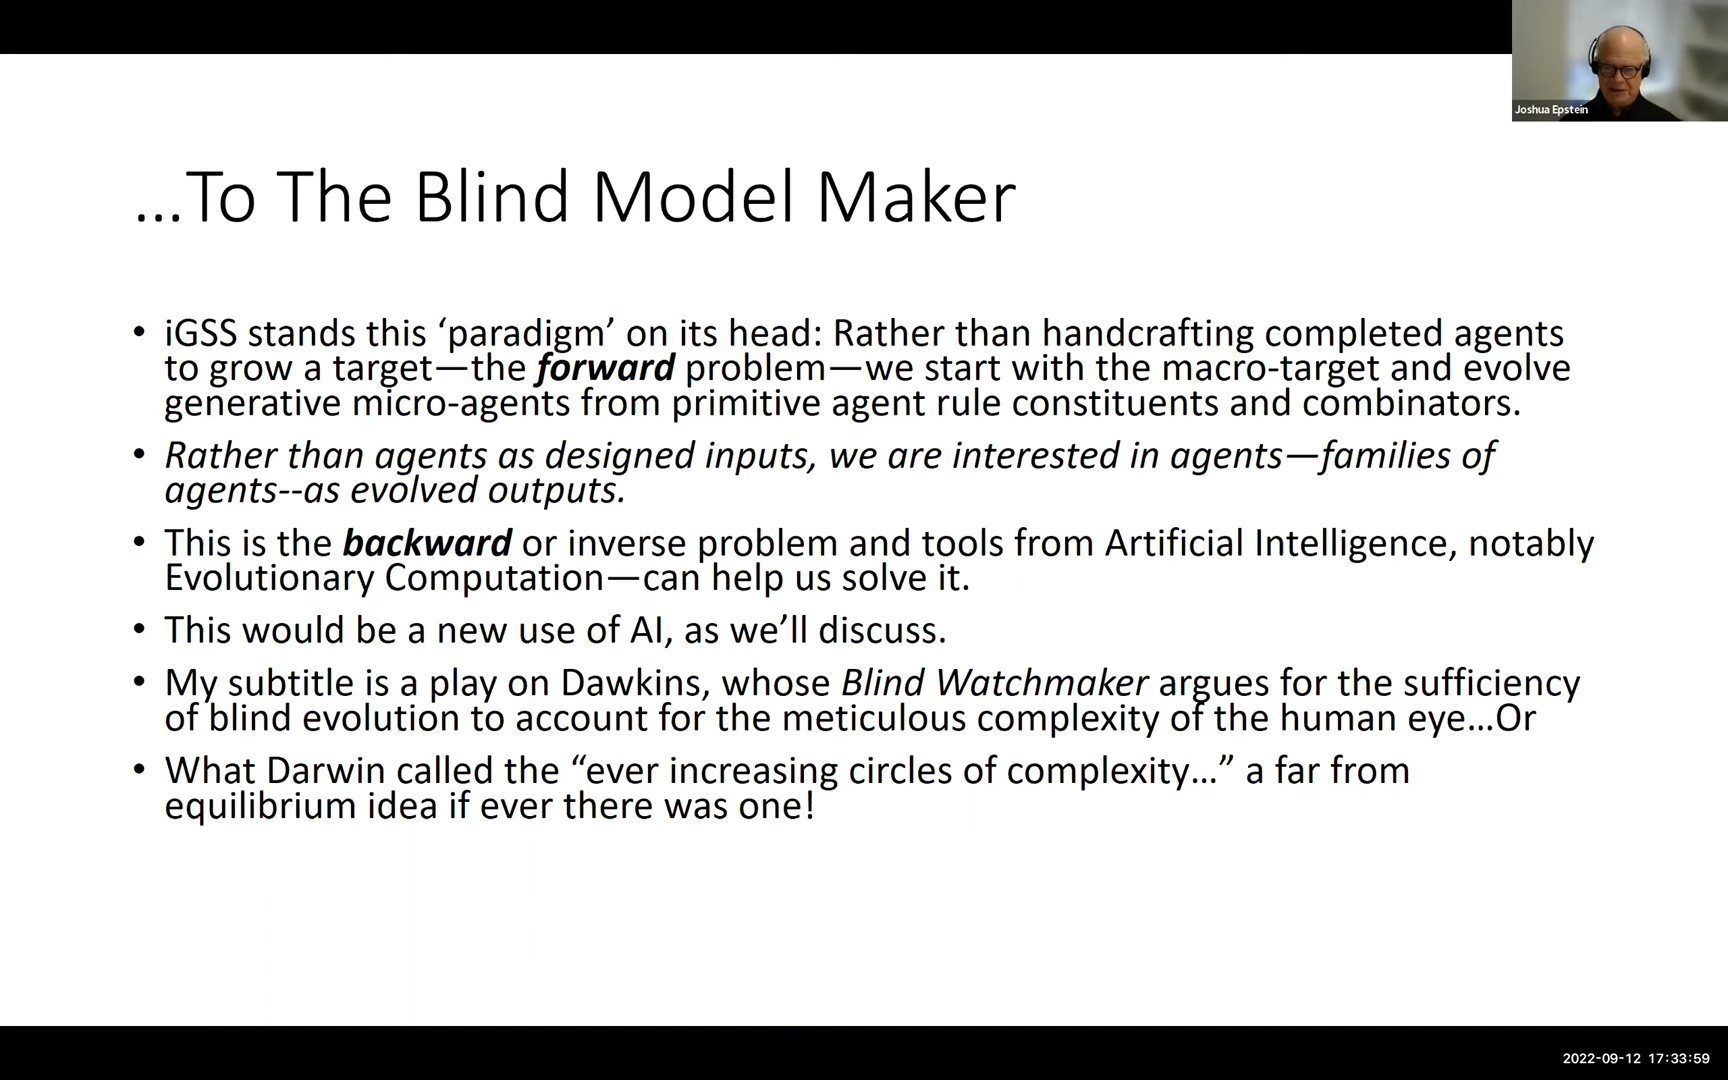 Joshua Epstein
…To The Blind Model Maker
• iGSS stands this ‘paradigm’ on its head: Rather than handcrafting completed agents
to grow a target—the forward problem—we start with the macro-target and evolve
generative micro-agents from primitive agent rule constituents and combinators.
• Rather than agents as designed inputs, we are interested in agents—families of
agents--as evolved outputs.
• This is the backward or inverse problem and tools from Artificial Intelligence, notably
Evolutionary Computation—can help us solve it.
• This would be a new use of AI, as we’ll discuss.
• My subtitle is a play on Dawkins, whose Blind Watchmaker argues for the sufficiency
of blind evolution to account for the meticulous complexity of the human eye…Or
• What Darwin called the “ever increasing circles of complexity…” a far from
equilibrium idea if ever there was one!
2022-09-12 17:33:59